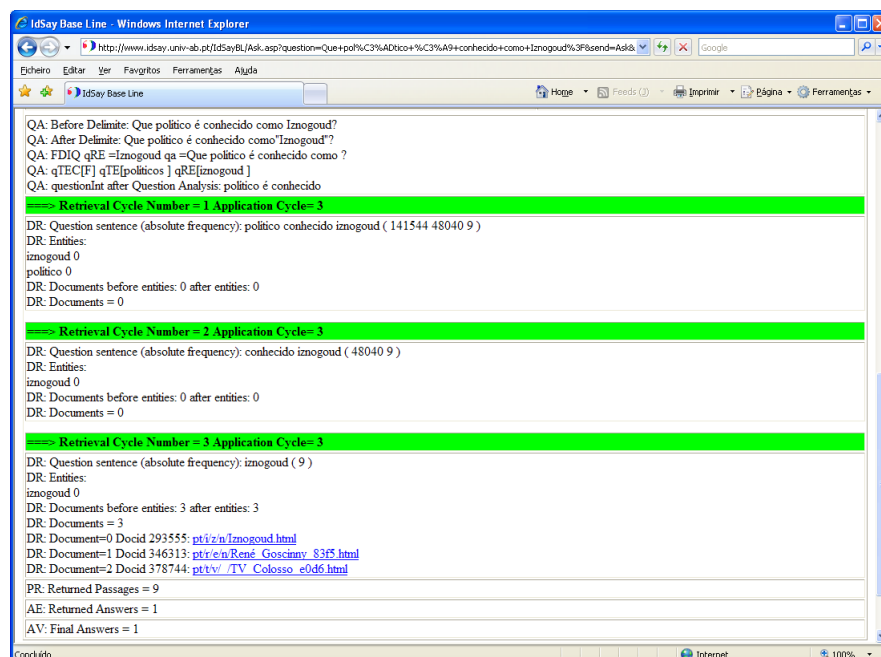 IdSay Base Line - Windows Internet Explorer
http://www.idsay.univ-ab.pt/IdSayBL/Ask.asp?question=Que+pol%C3%ADtico+%C3%A9+conhecido+como+Iznogoud%3F&send=Ask&
Google
Ficheiro Editar Ver Favoritos Ferramentas Ajuda
IdSay Base Line
Home Feeds (J) Imprimir Página Ferramentas
QA: Before Delimite: Que político é conhecido como Iznogoud?
QA: After Delimite: Que político é conhecido como"Iznogoud"?
QA: FDIQ qRE =Iznogoud qa =Que político é conhecido como ?
QA: qTEC[F] qTE[políticos ] qRE[iznogoud ]
QA: questionInt after Question Analysis: político é conhecido
===> Retrieval Cycle Number = 1 Application Cycle= 3
DR: Question sentence (absolute frequency): político conhecido iznogoud ( 141544 48040 9 )
DR: Entities:
iznogoud 0
político 0
DR: Documents before entities: 0 after entities: 0
DR: Documents = 0
===> Retrieval Cycle Number = 2 Application Cycle= 3
DR: Question sentence (absolute frequency): conhecido iznogoud ( 48040 9 )
DR: Entities:
iznogoud 0
DR: Documents before entities: 0 after entities: 0
DR: Documents = 0
===> Retrieval Cycle Number = 3 Application Cycle= 3
DR: Question sentence (absolute frequency): iznogoud ( 9 )
DR: Entities:
iznogoud 0
DR: Documents before entities: 3 after entities: 3
DR: Documents = 3
DR: Document=0 Docid 293555: pt/i/z/n/Iznogoud.html
DR: Document=1 Docid 346313: pt/r/e/n/René_Goscinny_83f5.html
DR: Document=2 Docid 378744: pt/t/v/_/TV_Colosso_e0d6.html
PR: Returned Passages = 9
AE: Returned Answers = 1
AV: Final Answers = 1
Concluído Internet 100%